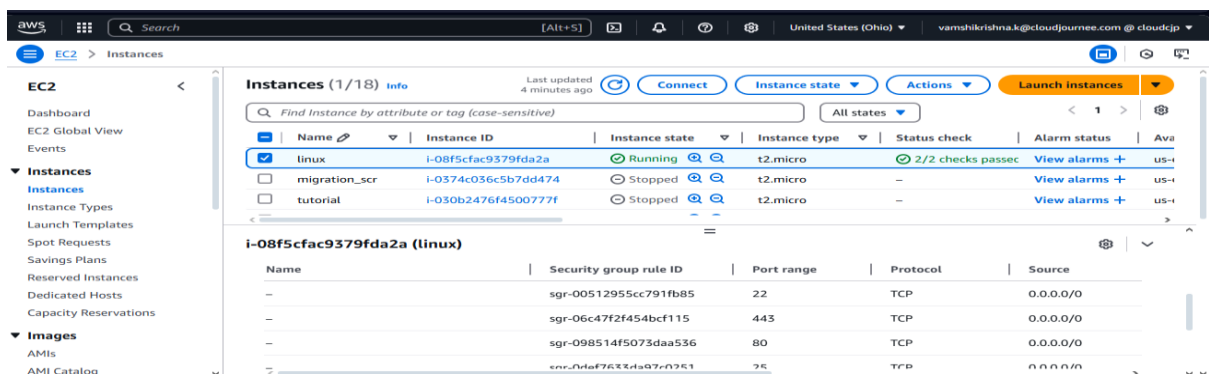 aws Search [Alt+S] United States (Ohio) vamshikrishna.k@cloudjournee.com @ cloudcjp
EC2 > Instances
EC2
Dashboard
EC2 Global View
Events
Instances
Instances
Instance Types
Launch Templates
Spot Requests
Savings Plans
Reserved Instances
Dedicated Hosts
Capacity Reservations
Images
AMIs
AMI Catalog
Instances (1/18) Info Last updated 4 minutes ago Connect Instance state Actions Launch instances
Find Instance by attribute or tag (case-sensitive) All states < 1 >
Name Instance ID Instance state Instance type Status check Alarm status Ava
linux i-08f5cfac9379fda2a Running t2.micro 2/2 checks passec View alarms + us-
migration_scr i-0374c036c5b7dd474 Stopped t2.micro – View alarms + us-
tutorial i-030b2476f4500777f Stopped t2.micro – View alarms + us-
i-08f5cfac9379fda2a (linux)
Name Security group rule ID Port range Protocol Source
– sgr-00512955cc791fb85 22 TCP 0.0.0.0/0
– sgr-06c47f2f454bcf115 443 TCP 0.0.0.0/0
– sgr-098514f5073daa536 80 TCP 0.0.0.0/0
– sgr-0def7633da97c0251 25 TCP 0.0.0.0/0